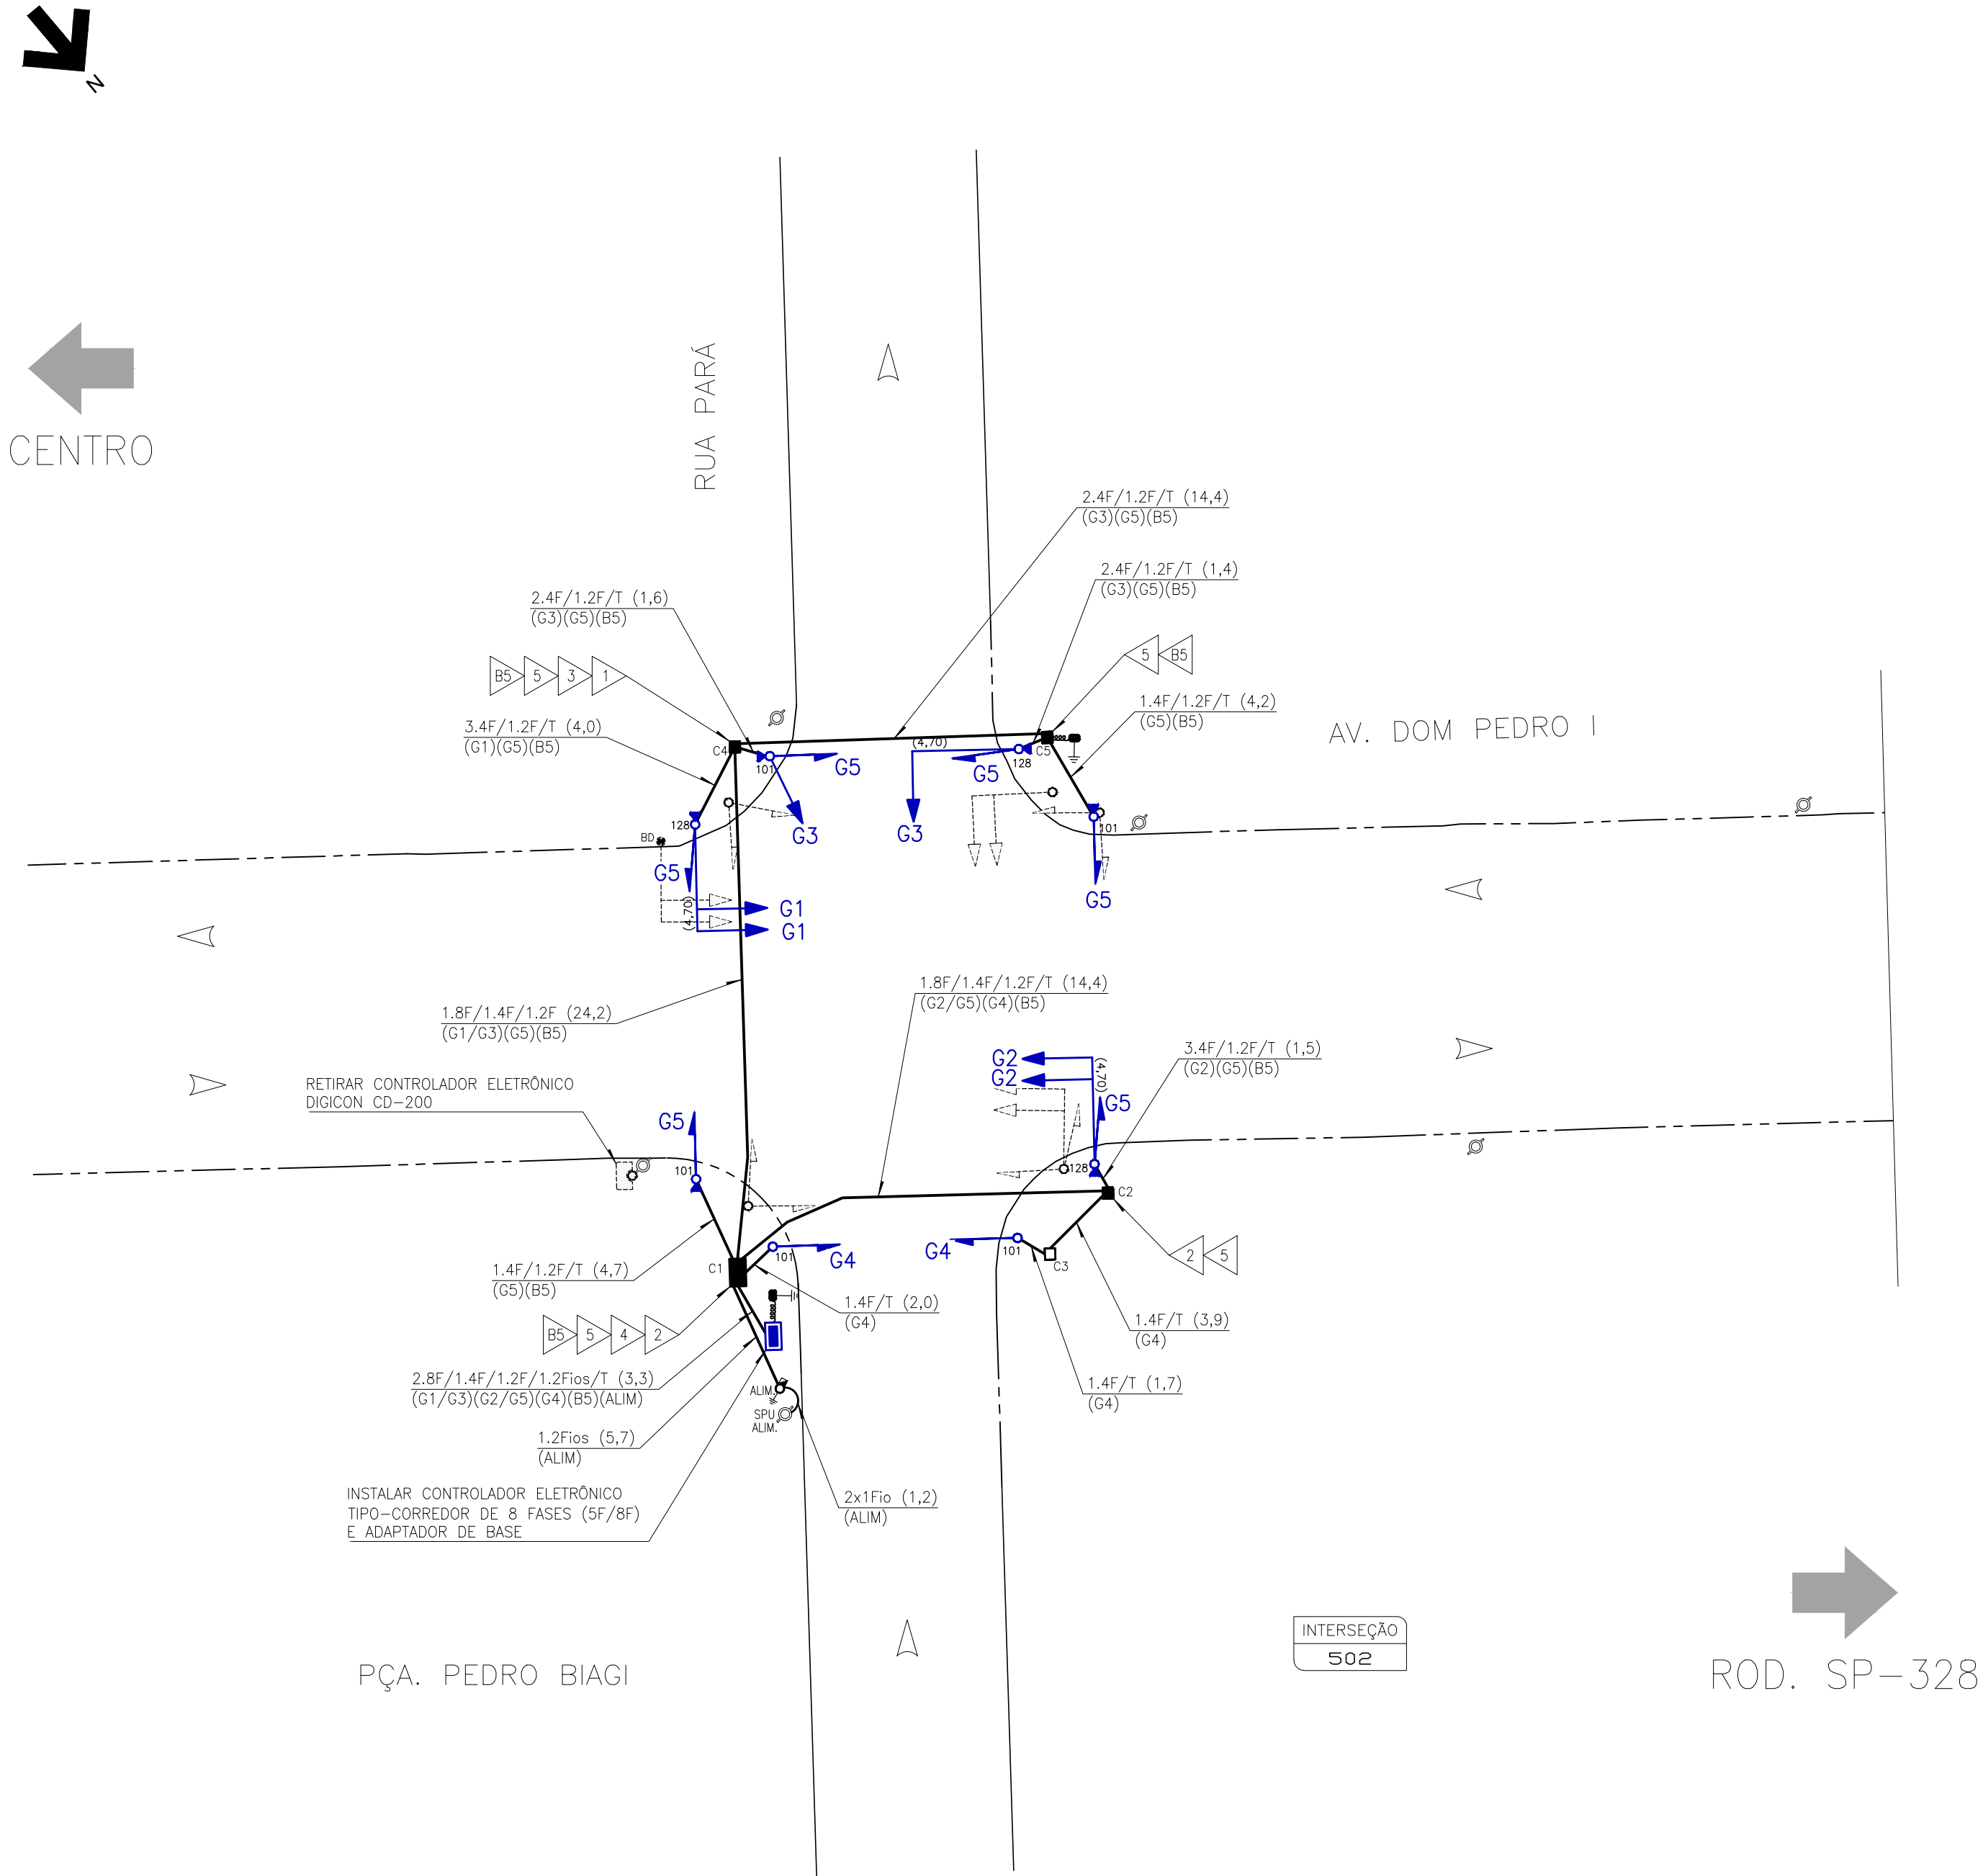 N
CENTRO
RUA PARÁ
2.4F/1.2F/T (14,4)
(G3)(G5)(B5)
2.4F/1.2F/T (1,4)
(G3)(G5)(B5)
2.4F/1.2F/T (1,6)
(G3)(G5)(B5)
B5 5 3 1
5 B5
3.4F/1.2F/T (4,0)
(G1)(G5)(B5)
1.4F/1.2F/T (4,2)
(G5)(B5)
AV. DOM PEDRO I
C4
101
G5
G3
(4,70)
G5
G3
128
C5
101
G5
128
BD
G5
(4,70)
G1
G1
1.8F/1.4F/1.2F/T (14,4)
(G2/G5)(G4)(B5)
1.8F/1.4F/1.2F (24,2)
(G1/G3)(G5)(B5)
3.4F/1.2F/T (1,5)
(G2)(G5)(B5)
G2
G2
(4,70)
G5
128
C2
RETIRAR CONTROLADOR ELETRÔNICO
DIGICON CD-200
G5
101
2 5
G4
101
C3
C1
101
G4
1.4F/1.2F/T (4,7)
(G5)(B5)
1.4F/T (2,0)
(G4)
1.4F/T (3,9)
(G4)
B5 5 4 2
2.8F/1.4F/1.2F/1.2Fios/T (3,3)
(G1/G3)(G2/G5)(G4)(B5)(ALIM)
1.4F/T (1,7)
(G4)
ALIM.
SPU
ALIM.
1.2Fios (5,7)
(ALIM)
2x1Fio (1,2)
(ALIM)
INSTALAR CONTROLADOR ELETRÔNICO
TIPO-CORREDOR DE 8 FASES (5F/8F)
E ADAPTADOR DE BASE
INTERSEÇÃO
502
PÇA. PEDRO BIAGI
ROD. SP-328